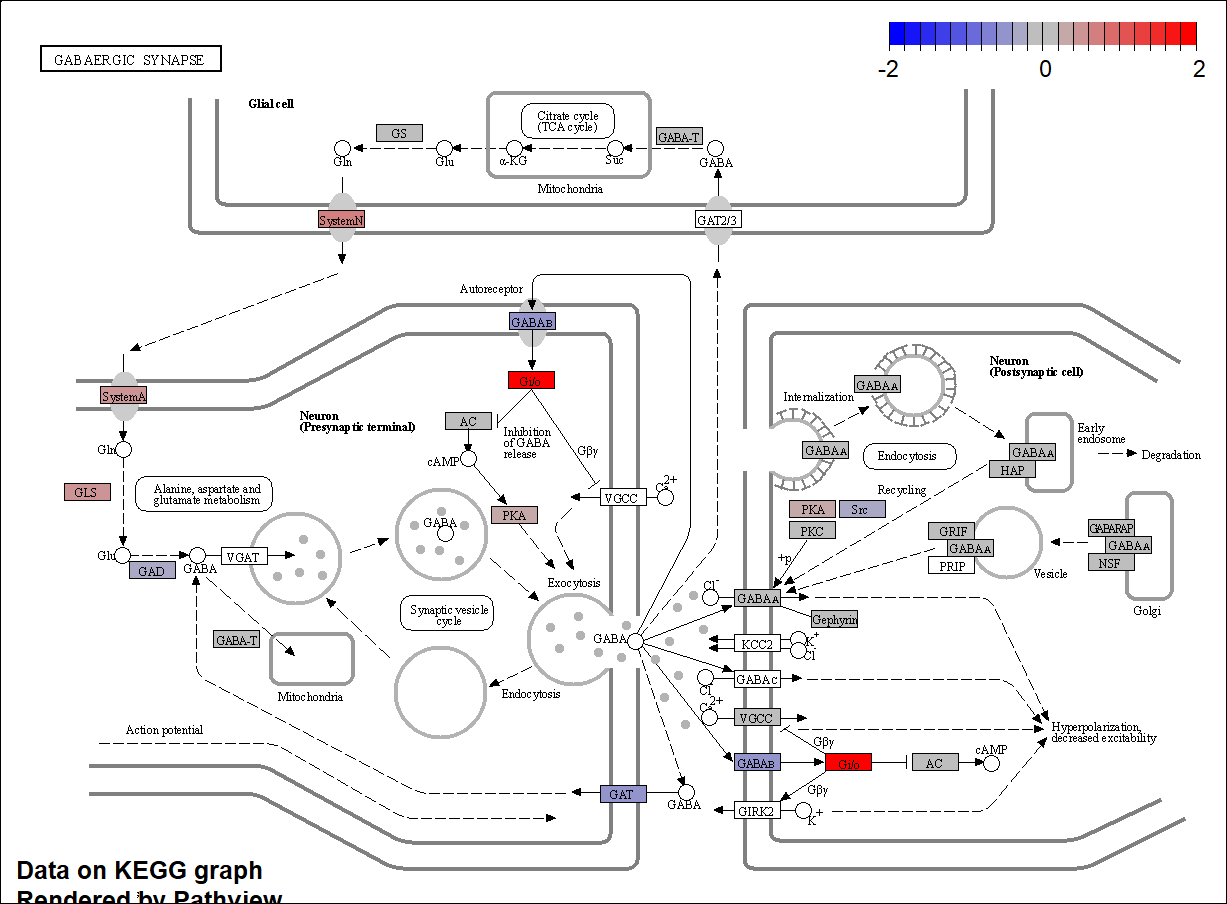 GABAERGIC SYNAPSE
-2
0
2
Glial cell
Citrate cycle
(TCA cycle)
GS
GABA-T
Gln
Glu
α-KG
Suc
GABA
Mitochondria
SystemN
GAT2/3
Autoreceptor
GABAB
Gi/o
Neuron
(Presynaptic terminal)
AC
Inhibition
of GABA
release
cAMP
Gβγ
VGCC
PKA
Exocytosis
SystemA
Gln
GLS
Alanine, aspartate and
glutamate metabolism
Glu
GAD
GABA
VGAT
GABA
GABA-T
Mitochondria
Synaptic vesicle
cycle
GABA
Endocytosis
Action potential
GAT
GABA
Neuron
(Postsynaptic cell)
Internalization
GABAA
GABAA
Endocytosis
GABAA
HAP
Early
endosome
Degradation
Recycling
PKA
Src
PKC
+p
GRIF
GABAA
PRIP
Vesicle
GABARAP
GABAA
NSF
Golgi
Cl-
GABAA
Gephyrin
KCC2
K+
GABAC
VGCC
Gβγ
GABAB
Gi/o
AC
cAMP
Gβγ
GIRK2
K+
Hyperpolarization,
decreased excitability
Data on KEGG graph
Rendered by Pathview